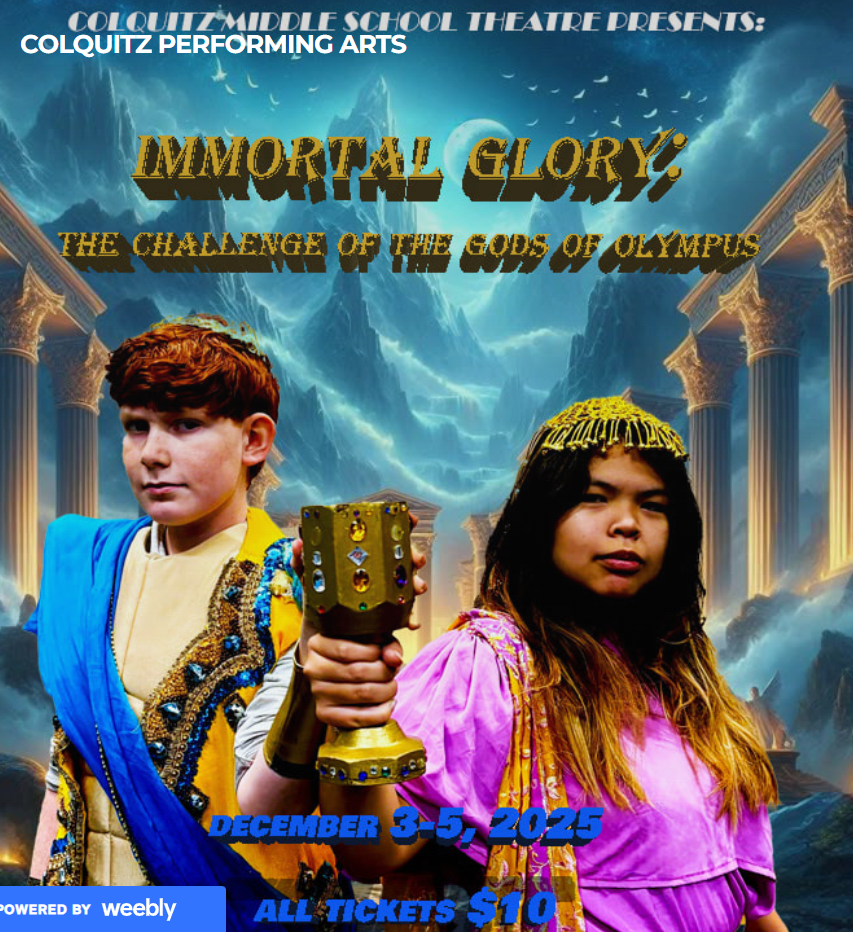 COLQUITZ MIDDLE SCHOOL THEATRE PRESENTS:
COLQUITZ PERFORMING ARTS
IMMORTAL GLORY:
THE CHALLENGE OF THE GODS OF OLYMPUS
DECEMBER 3-5, 2025
ALL TICKETS $10
POWERED BY weebly